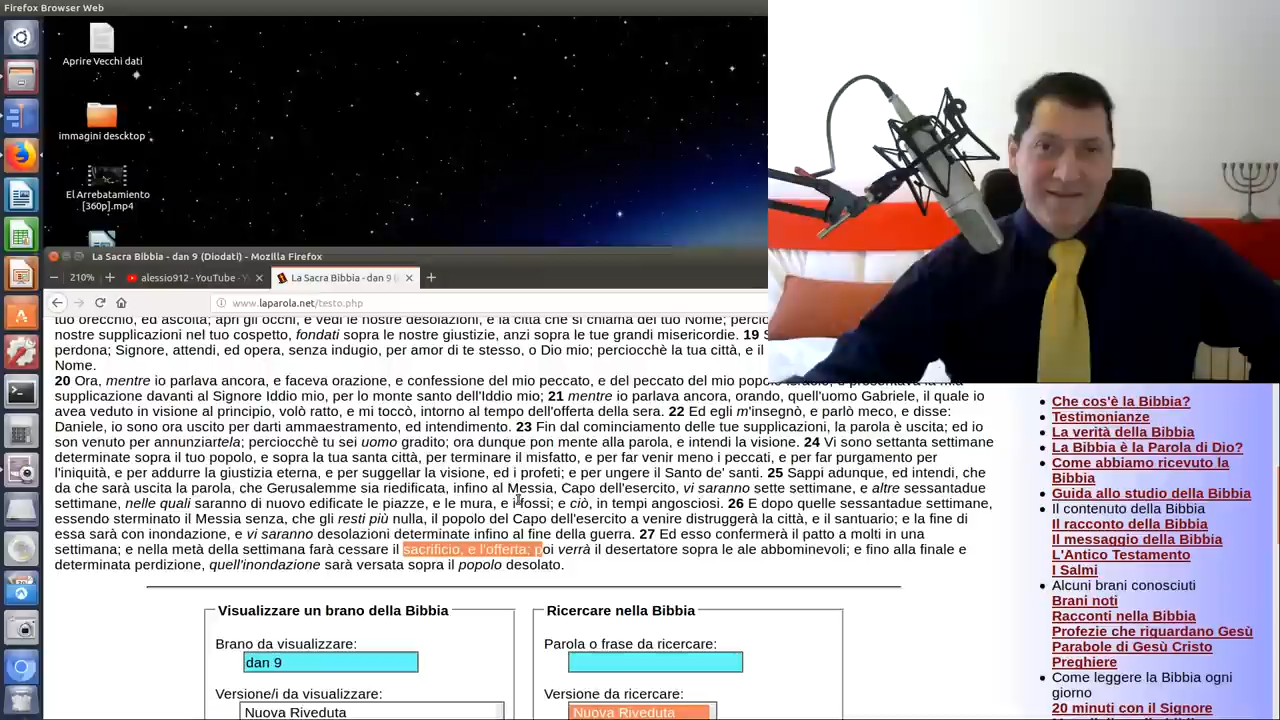 Firefox Browser Web
Aprire Vecchi dati
immagini descktop
El Arrebatamiento
[360p].mp4
La Sacra Bibbia - dan 9 (Diodati) - Mozilla Firefox
210%
alessio912 - YouTube - Y
La Sacra Bibbia - dan 9 (
www.laparola.net/testo.php
tuo orecchio, ed ascolta; apri gli occhi, e vedi le nostre desolazioni, e la città che si chiama del tuo Nome; perciò
nostre supplicazioni nel tuo cospetto, fondati sopra le nostre giustizie, anzi sopra le tue grandi misericordie. 19 S
perdona; Signore, attendi, ed opera, senza indugio, per amor di te stesso, o Dio mio; perciocchè la tua città, e il
Nome.
20 Ora, mentre io parlava ancora, e faceva orazione, e confessione del mio peccato, e del peccato del mio popolo
supplicazione davanti al Signore Iddio mio, per lo monte santo dell'Iddio mio; 21 mentre io parlava ancora, orando, quell'uomo Gabriele, il quale io
avea veduto in visione al principio, volò ratto, e mi toccò, intorno al tempo dell'offerta della sera. 22 Ed egli m'insegnò, e parlò meco, e disse:
Daniele, io sono ora uscito per darti ammaestramento ed intendimento. 23 Fin dal cominciamento delle tue supplicazioni, la parola è uscita; ed io
son venuto per annunziartela; perciocchè tu sei uomo gradito; ora dunque pon mente alla parola, e intendi la visione. 24 Vi sono settanta settimane
determinate sopra il tuo popolo, e sopra la tua santa città, per terminare il misfatto, e per far venir meno i peccati, e per far purgamento per
l'iniquità, e per addurre la giustizia eterna, e per suggellar la visione, ed i profeti; e per ungere il Santo de' Santi. 25 Sappi adunque, ed intendi, che
da che sarà uscita la parola, che Gerusalemme sia riedificata, infino al Messia, Capo dell'esercito, vi saranno sette settimane, e altre sessantadue
settimane, nelle quali saranno di nuovo edificate le piazze, e le mura, e i fossi; e ciò, in tempi angosciosi. 26 E dopo quelle sessantadue settimane,
essendo sterminato il Messia senza, che gli resti più nulla, il popolo del Capo dell'esercito a venire distruggerà la città, e il santuario; e la fine di
essa sarà con inondazione, e vi saranno desolazioni determinate infino al fine della guerra. 27 Ed esso confermerà il patto a molti in una
settimana; e nella metà della settimana farà cessare il sacrificio, e l'offerta; poi verrà il desertatore sopra le ale abbominevoli; e fino alla finale e
determinata perdizione, quell'inondazione sarà versata sopra il popolo desolato.
Visualizzare un brano della Bibbia
Brano da visualizzare:
dan 9
Versione/i da visualizzare:
Nuova Riveduta
Ricercare nella Bibbia
Parola o frase da ricercare:
Versione da ricercare:
Nuova Riveduta
Che cos'è la Bibbia?
Testimonianze
La verità della Bibbia
La Bibbia è la Parola di Dio?
Come abbiamo ricevuto la
Bibbia
Guida allo studio della Bibbia
Il contenuto della Bibbia
Il racconto della Bibbia
Il messaggio della Bibbia
L'Antico Testamento
I Salmi
Alcuni brani conosciuti
Brani noti
Racconti nella Bibbia
Profezie che riguardano Gesù
Parabole di Gesù Cristo
Preghiere
Come leggere la Bibbia ogni
giorno
20 minuti con il Signore